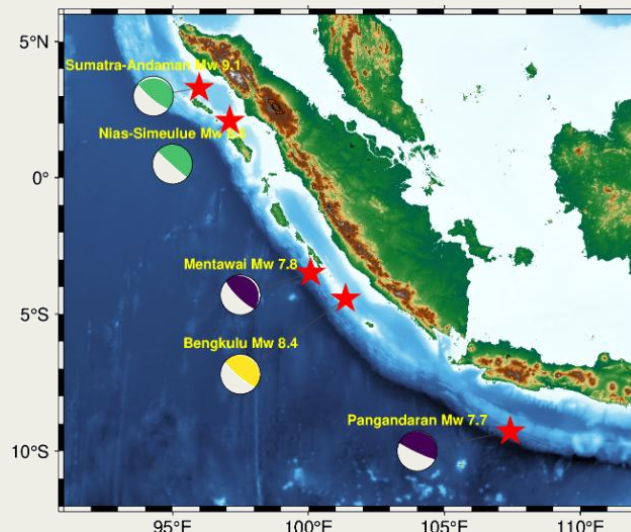 5°N
Sumatra-Andaman Mw 9.1
Nias-Simeulue Mw
0°
Mentawai Mw 7.8
5°S
Bengkulu Mw 8.4
Pangandaran Mw 7.7
10°S
95°E 100°E 105°E 110°E